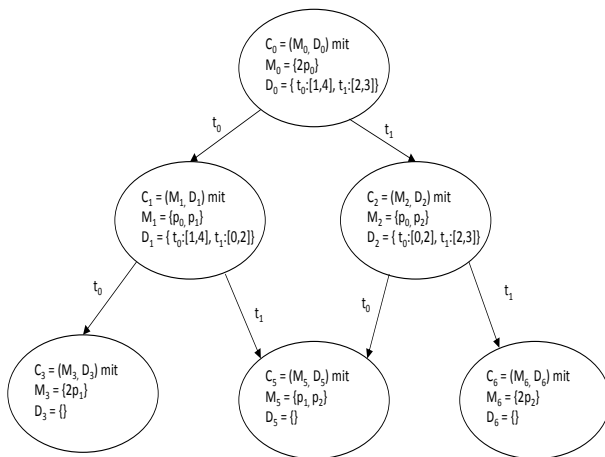 C₀ = (M₀, D₀) mit
M₀ = {2p₀}
D₀ = { t₀:[1,4], t₁:[2,3]}
t₀
t₁
C₁ = (M₁, D₁) mit
M₁ = {p₀, p₁}
D₁ = { t₀:[1,4], t₁:[0,2]}
C₂ = (M₂, D₂) mit
M₂ = {p₀, p₂}
D₂ = { t₀:[0,2], t₁:[2,3]}
t₀
t₁
t₀
t₁
C₃ = (M₃, D₃) mit
M₃ = {2p₁}
D₃ = {}
C₅ = (M₅, D₅) mit
M₅ = {p₁, p₂}
D₅ = {}
C₆ = (M₆, D₆) mit
M₆ = {2p₂}
D₆ = {}